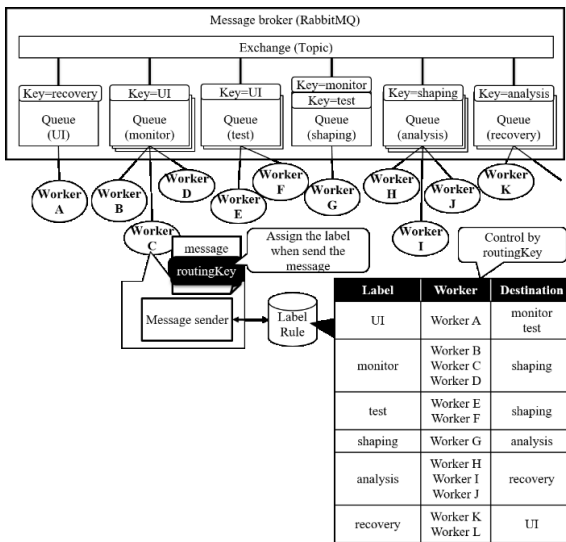 Message broker (RabbitMQ)
Exchange (Topic)
Key=recovery
Queue
(UI)
Key=UI
Queue
(monitor)
Key=UI
Queue
(test)
Key=monitor
Key=test
Queue
(shaping)
Key=shaping
Queue
(analysis)
Key=analysis
Queue
(recovery)
Worker
A
Worker
B
Worker
C
Worker
D
Worker
E
Worker
F
Worker
G
Worker
H
Worker
I
Worker
J
Worker
K
message
routingKey
Assign the label
when send the
message
Message sender
Label
Rule
Control by
routingKey
Label Worker Destination
UI Worker A monitor
test
monitor Worker B
Worker C
Worker D
shaping
test Worker E
Worker F
shaping
shaping Worker G analysis
analysis Worker H
Worker I
Worker J
recovery
recovery Worker K
Worker L
UI